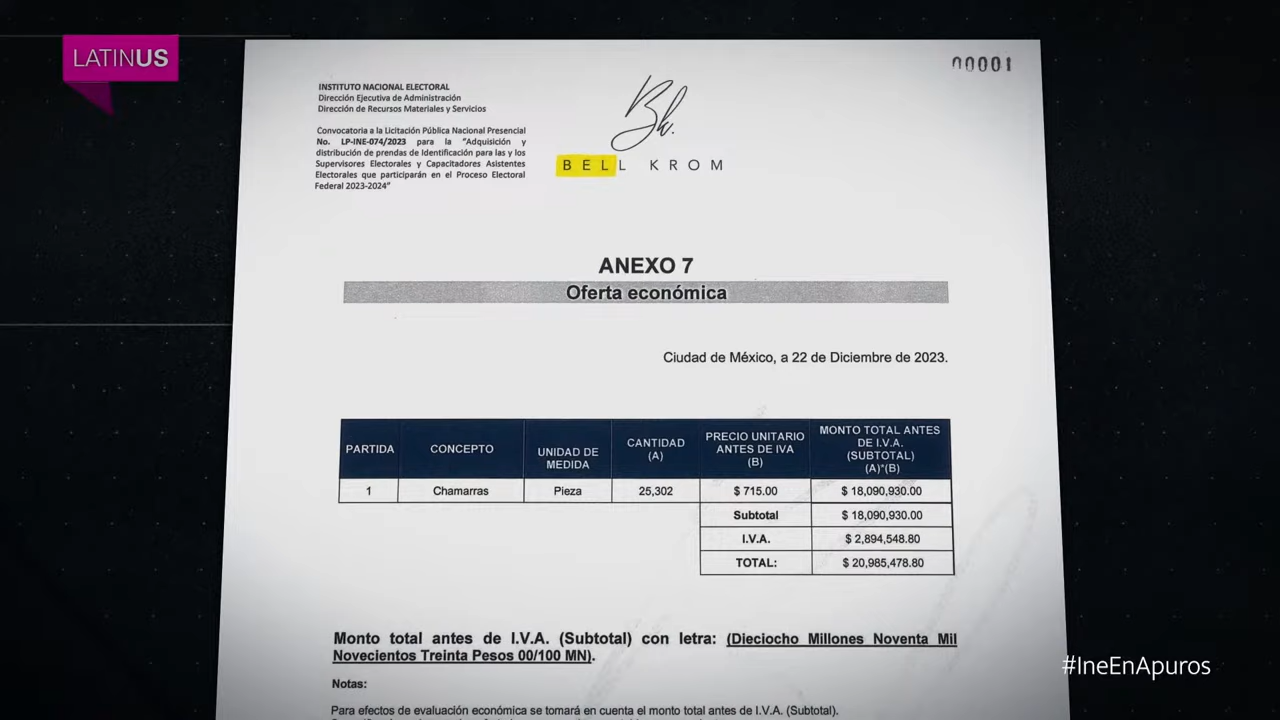 LATINUS
00001
INSTITUTO NACIONAL ELECTORAL
Dirección Ejecutiva de Administración
Dirección de Recursos Materiales y Servicios
Convocatoria a la Licitación Pública Nacional Presencial
No. LP-INE-074/2023 para la "Adquisición y
distribución de prendas de Identificación para las y los
Supervisores Electorales y Capacitadores Asistentes
Electorales que participarán en el Proceso Electoral
Federal 2023-2024"
Bk.
BELL KROM
ANEXO 7
Oferta económica
Ciudad de México, a 22 de Diciembre de 2023.
PARTIDA CONCEPTO UNIDAD DE MEDIDA CANTIDAD (A) PRECIO UNITARIO ANTES DE IVA (B) MONTO TOTAL ANTES DE I.V.A. (SUBTOTAL) (A)*(B)
1 Chamarras Pieza 25,302 $ 715.00 $ 18,090,930.00
Subtotal $ 18,090,930.00
I.V.A. $ 2,894,548.80
TOTAL: $ 20,985,478.80
Monto total antes de I.V.A. (Subtotal) con letra: (Dieciocho Millones Noventa Mil
Novecientos Treinta Pesos 00/100 MN).
Notas:
Para efectos de evaluación económica se tomará en cuenta el monto total antes de I.V.A. (Subtotal).
#IneEnApuros